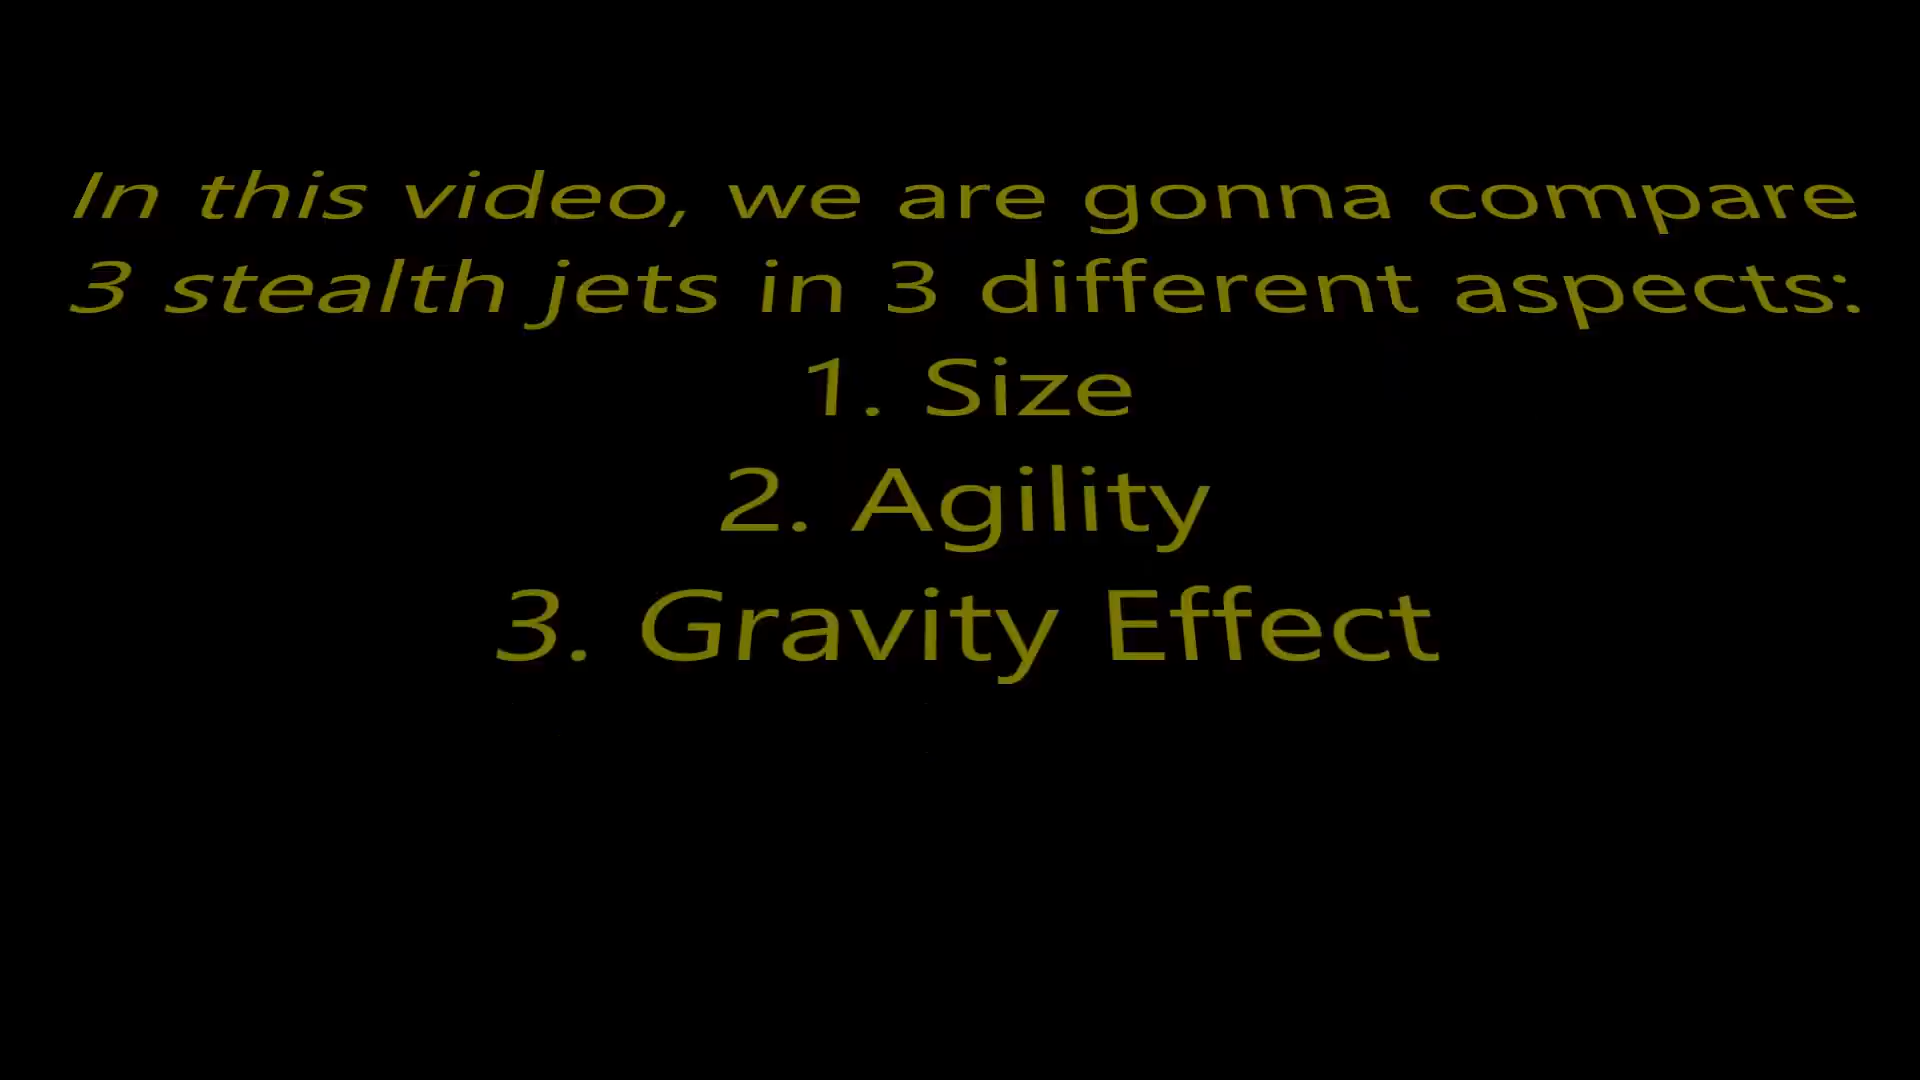 In this video, we are gonna compare
3 stealth jets in 3 different aspects:
1. Size
2. Agility
3. Gravity Effect